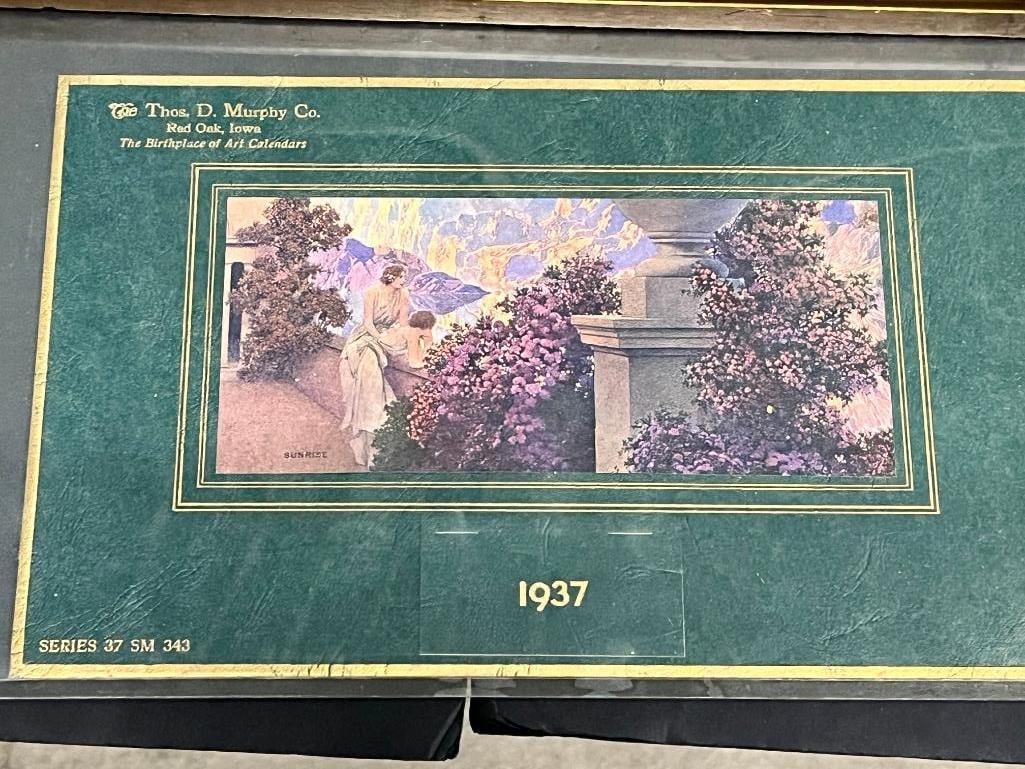 The Thos. D. Murphy Co.
Red Oak, Iowa
The Birthplace of Art Calendars
SUNRISE
1937
SERIES 37 SM 343